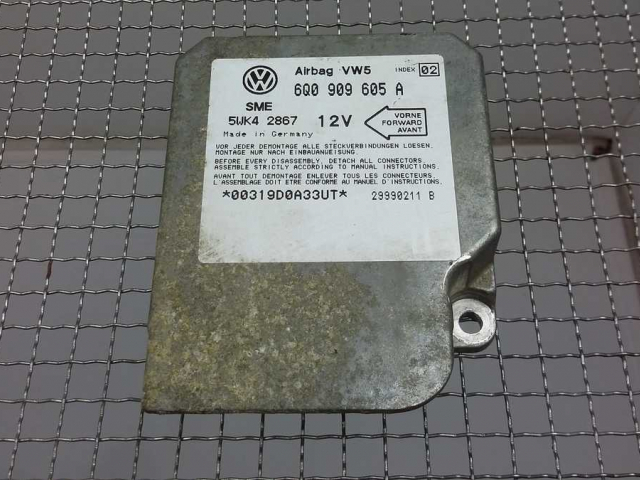 Airbag VW5 INDEX 02
6Q0 909 605 A
SME
5WK4 2867 12V
VORNE
FORWARD
AVANT
Made in Germany
VOR JEDER DEMONTAGE ALLE STECKVERBINDUNGEN LOESEN.
MONTAGE NUR NACH EINBAUANWEISUNG.
BEFORE EVERY DISASSEMBLY, DETACH ALL CONNECTORS.
ASSEMBLE STRICTLY ACCORDING TO MANUAL INSTRUCTIONS.
AVANT TOUT DEMONTAGE ENLEVER TOUS LES CONNECTEURS.
L'ASSEMBLAGE DOIT ETRE CONFORME AU MANUEL D'INSTRUCTIONS.
*00319D0A33UT* 29990211 B